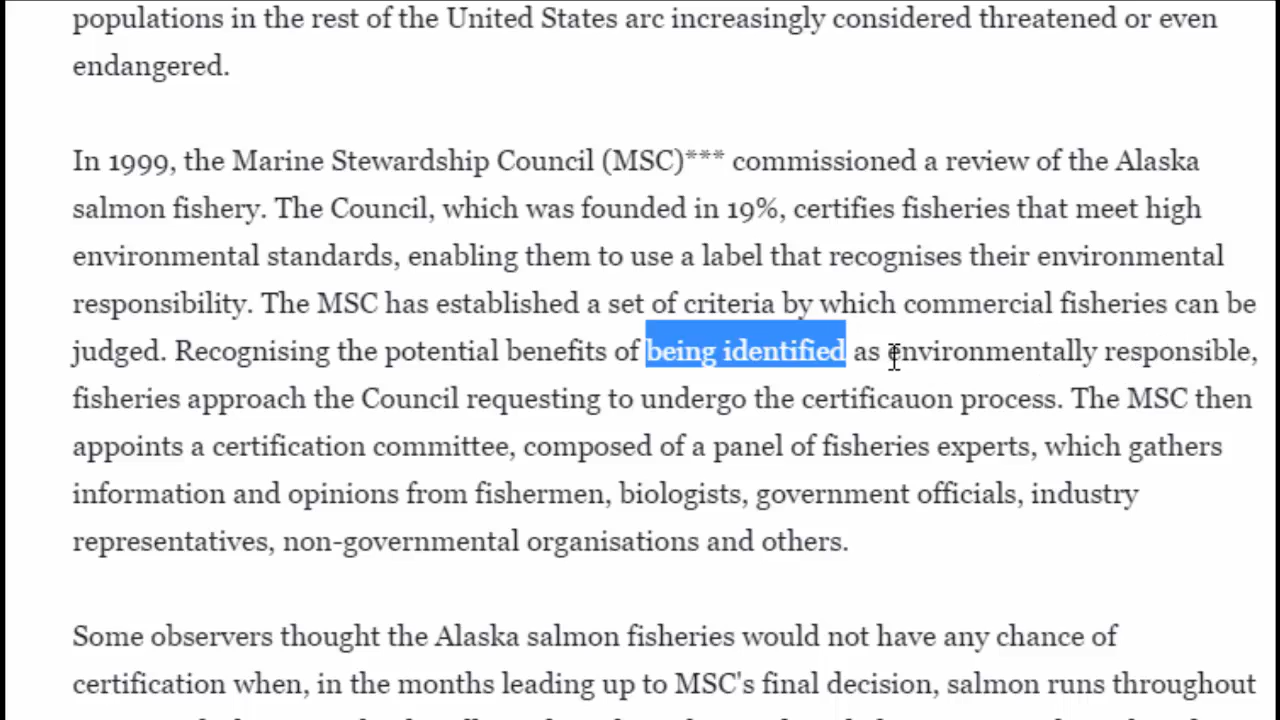 populations in the rest of the United States arc increasingly considered threatened or even
endangered.
In 1999, the Marine Stewardship Council (MSC)*** commissioned a review of the Alaska
salmon fishery. The Council, which was founded in 19%, certifies fisheries that meet high
environmental standards, enabling them to use a label that recognises their environmental
responsibility. The MSC has established a set of criteria by which commercial fisheries can be
judged. Recognising the potential benefits of being identified as environmentally responsible,
fisheries approach the Council requesting to undergo the certificauon process. The MSC then
appoints a certification committee, composed of a panel of fisheries experts, which gathers
information and opinions from fishermen, biologists, government officials, industry
representatives, non-governmental organisations and others.
Some observers thought the Alaska salmon fisheries would not have any chance of
certification when, in the months leading up to MSC's final decision, salmon runs throughout